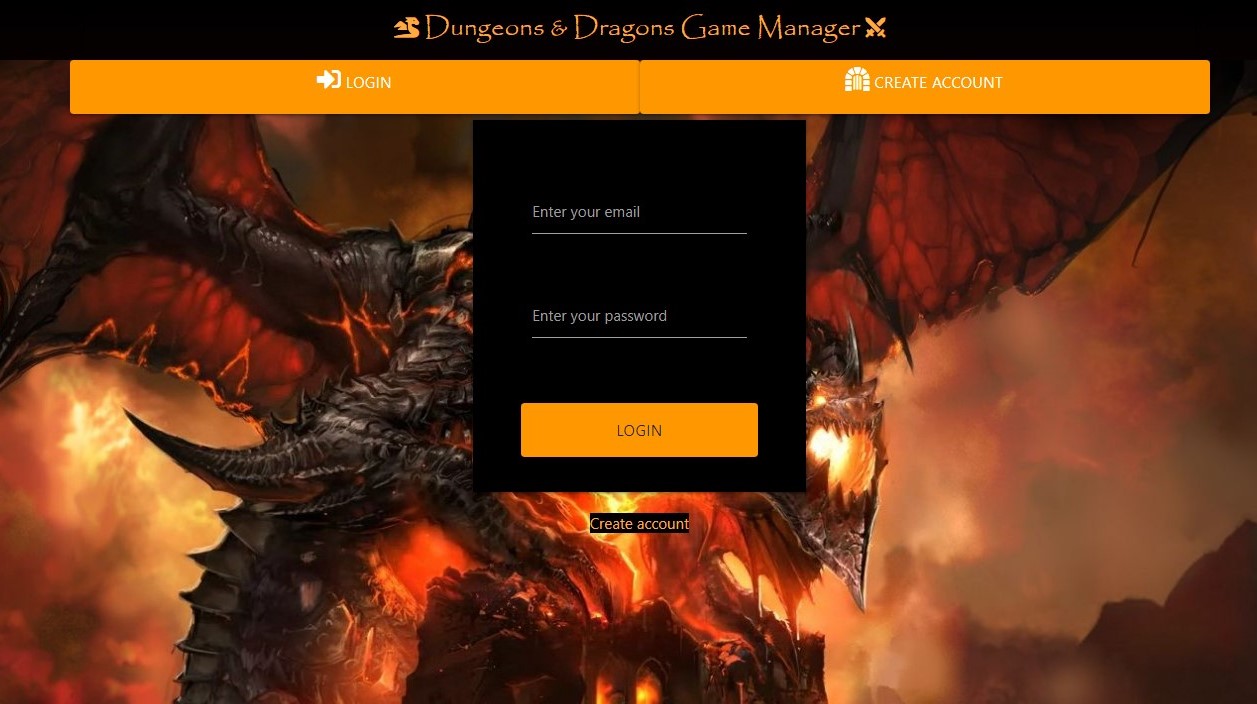 Dungeons & Dragons Game Manager
LOGIN
CREATE ACCOUNT
Enter your email
Enter your password
LOGIN
Create account